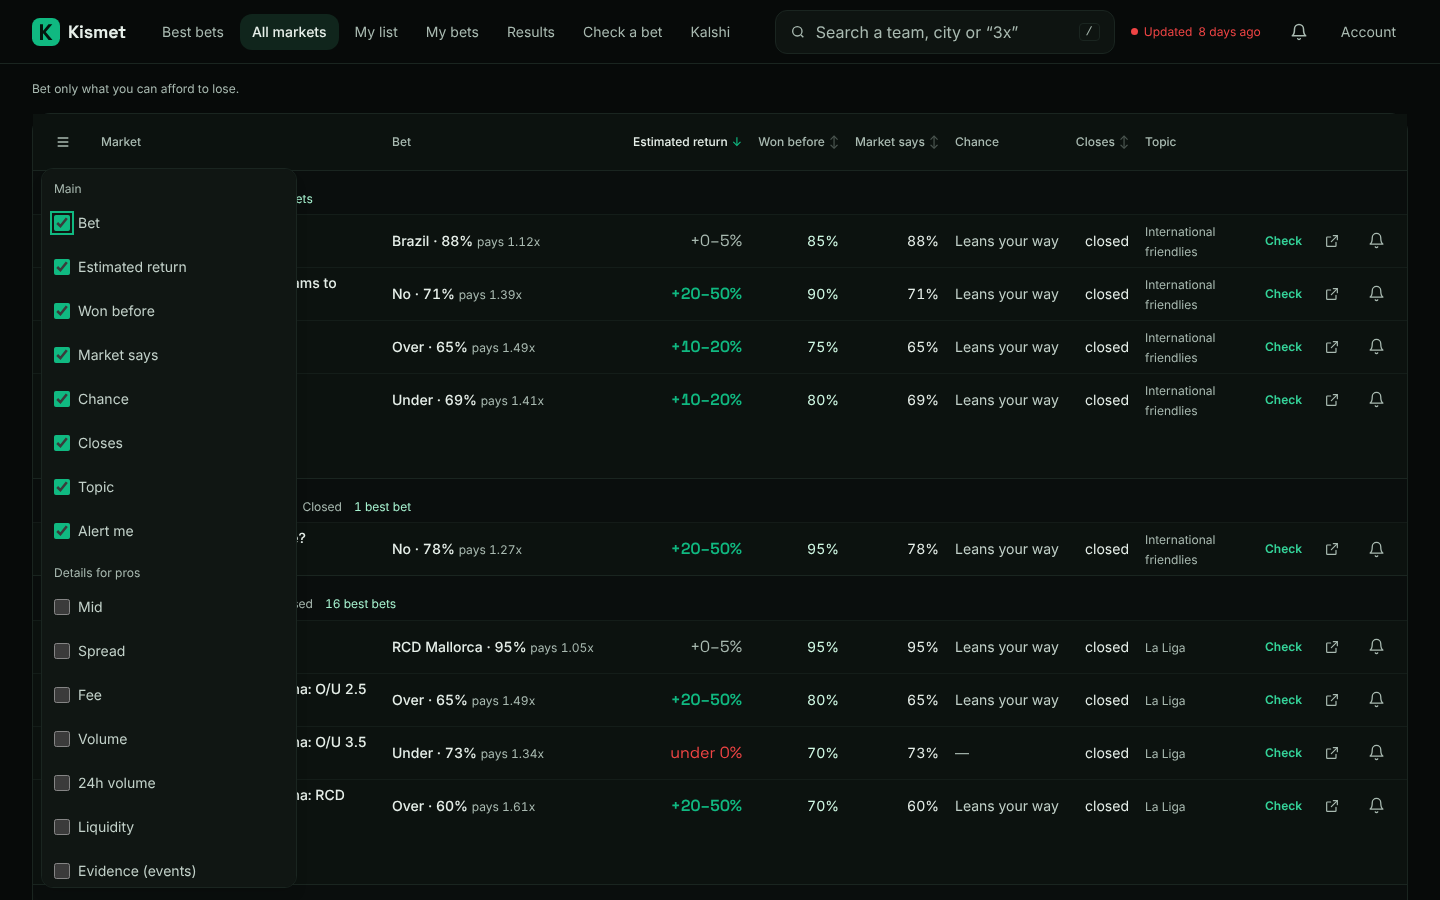 Kismet
Best bets
All markets
My list
My bets
Results
Check a bet
Kalshi
Search a team, city or “3x”
/
Updated 8 days ago
Account
Bet only what you can afford to lose.
Market
Bet
Estimated return ↓
Won before
Market says
Chance
Closes
Topic
Main
Bet
Estimated return
Won before
Market says
Chance
Closes
Topic
Alert me
Details for pros
Mid
Spread
Fee
Volume
24h volume
Liquidity
Evidence (events)
Brazil · 88% pays 1.12x
+0–5%
85%
88%
Leans your way
closed
International
friendlies
Check
ms to
No · 71% pays 1.39x
+20–50%
90%
71%
Leans your way
closed
International
friendlies
Check
Over · 65% pays 1.49x
+10–20%
75%
65%
Leans your way
closed
International
friendlies
Check
Under · 69% pays 1.41x
+10–20%
80%
69%
Leans your way
closed
International
friendlies
Check
Closed
1 best bet
?
No · 78% pays 1.27x
+20–50%
95%
78%
Leans your way
closed
International
friendlies
Check
sed
16 best bets
RCD Mallorca · 95% pays 1.05x
+0–5%
95%
95%
Leans your way
closed
La Liga
Check
na: O/U 2.5
Over · 65% pays 1.49x
+20–50%
80%
65%
Leans your way
closed
La Liga
Check
na: O/U 3.5
Under · 73% pays 1.34x
under 0%
70%
73%
—
closed
La Liga
Check
na: RCD
Over · 60% pays 1.61x
+20–50%
70%
60%
Leans your way
closed
La Liga
Check